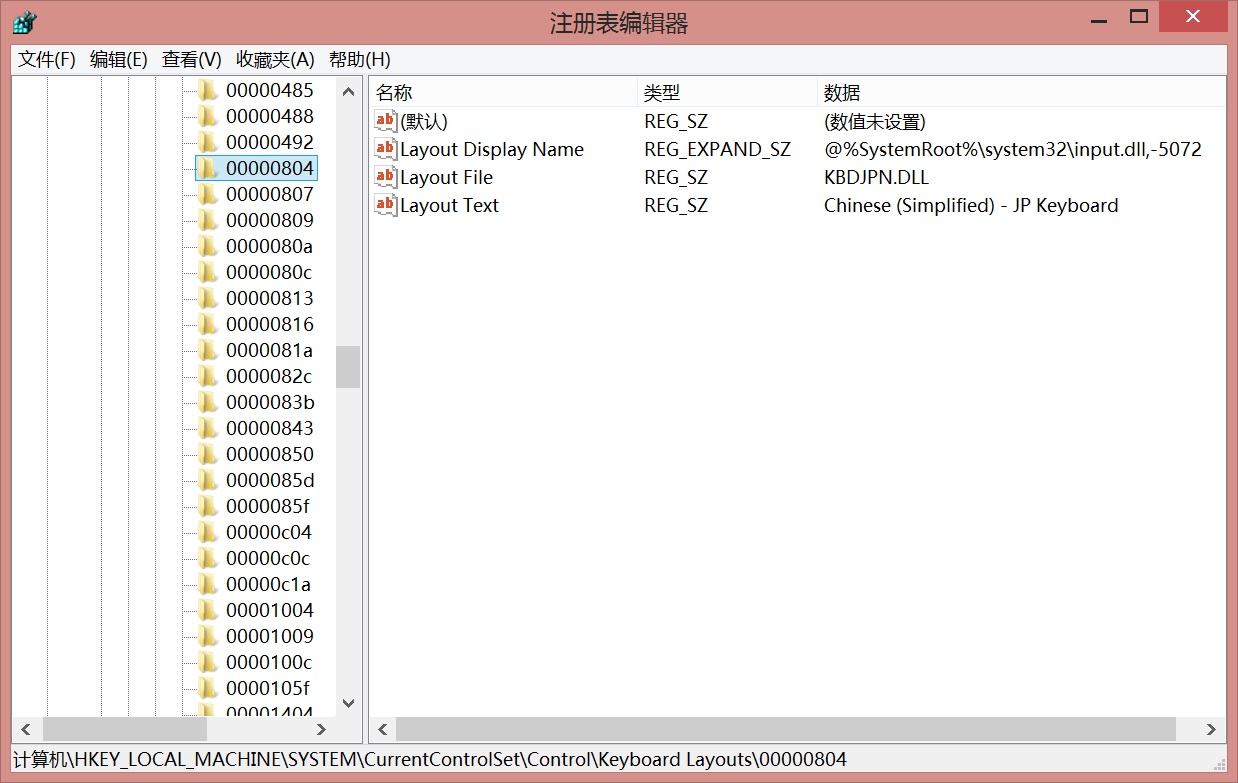 注册表编辑器
文件(F) 编辑(E) 查看(V) 收藏夹(A) 帮助(H)
00000485
00000488
00000492
00000804
00000807
00000809
0000080a
0000080c
00000813
00000816
0000081a
0000082c
0000083b
00000843
00000850
0000085d
0000085f
00000c04
00000c0c
00000c1a
00001004
00001009
0000100c
0000105f
00001404
名称 类型 数据
(默认) REG_SZ (数值未设置)
Layout Display Name REG_EXPAND_SZ @%SystemRoot%\system32\input.dll,-5072
Layout File REG_SZ KBDJPN.DLL
Layout Text REG_SZ Chinese (Simplified) - JP Keyboard
计算机\HKEY_LOCAL_MACHINE\SYSTEM\CurrentControlSet\Control\Keyboard Layouts\00000804